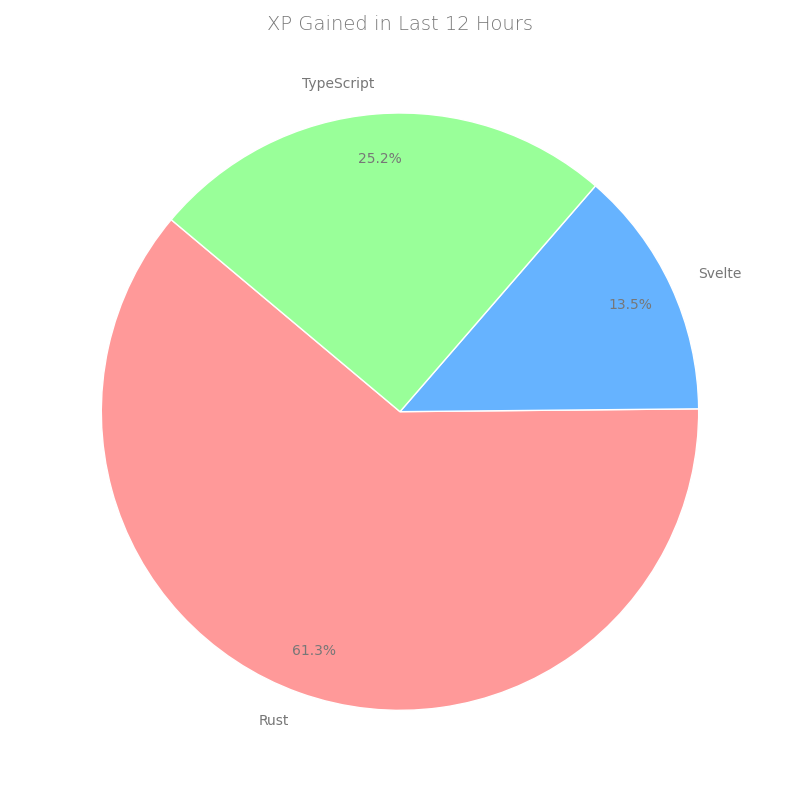 XP Gained in Last 12 Hours
TypeScript
25.2%
Svelte
13.5%
61.3%
Rust